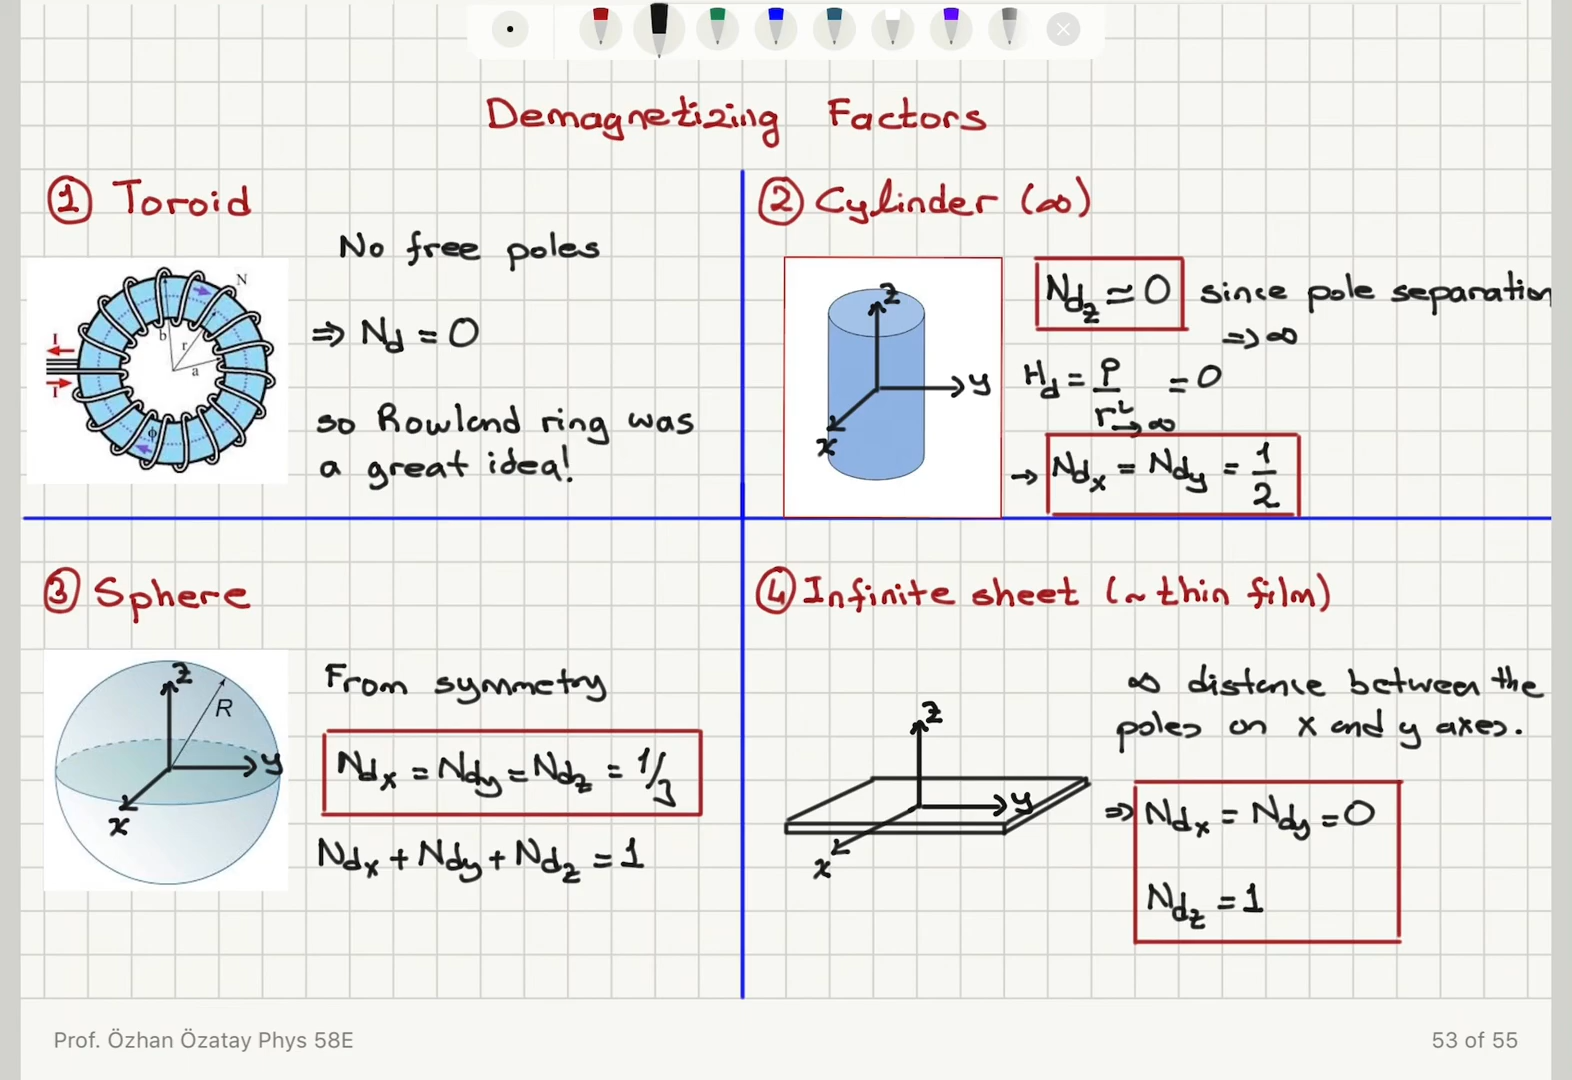 Demagnetizing Factors
① Toroid
No free poles
⇒ Nd = 0
so Rowland ring was
a great idea!
N
b
r
a
I
I
Φ
② Cylinder (∞)
z
y
x
Ndz ≃ 0 since pole separation
⇒ ∞
Hd = P/r² → ∞ = 0
→ Ndx = Ndy = 1/2
③ Sphere
z
R
y
x
From symmetry
Ndx = Ndy = Ndz = 1/3
Ndx + Ndy + Ndz = 1
④ Infinite sheet (~ thin film)
z
y
x
∞ distance between the
poles on x and y axes.
⇒ Ndx = Ndy = 0
Ndz = 1
Prof. Özhan Özatay Phys 58E
53 of 55